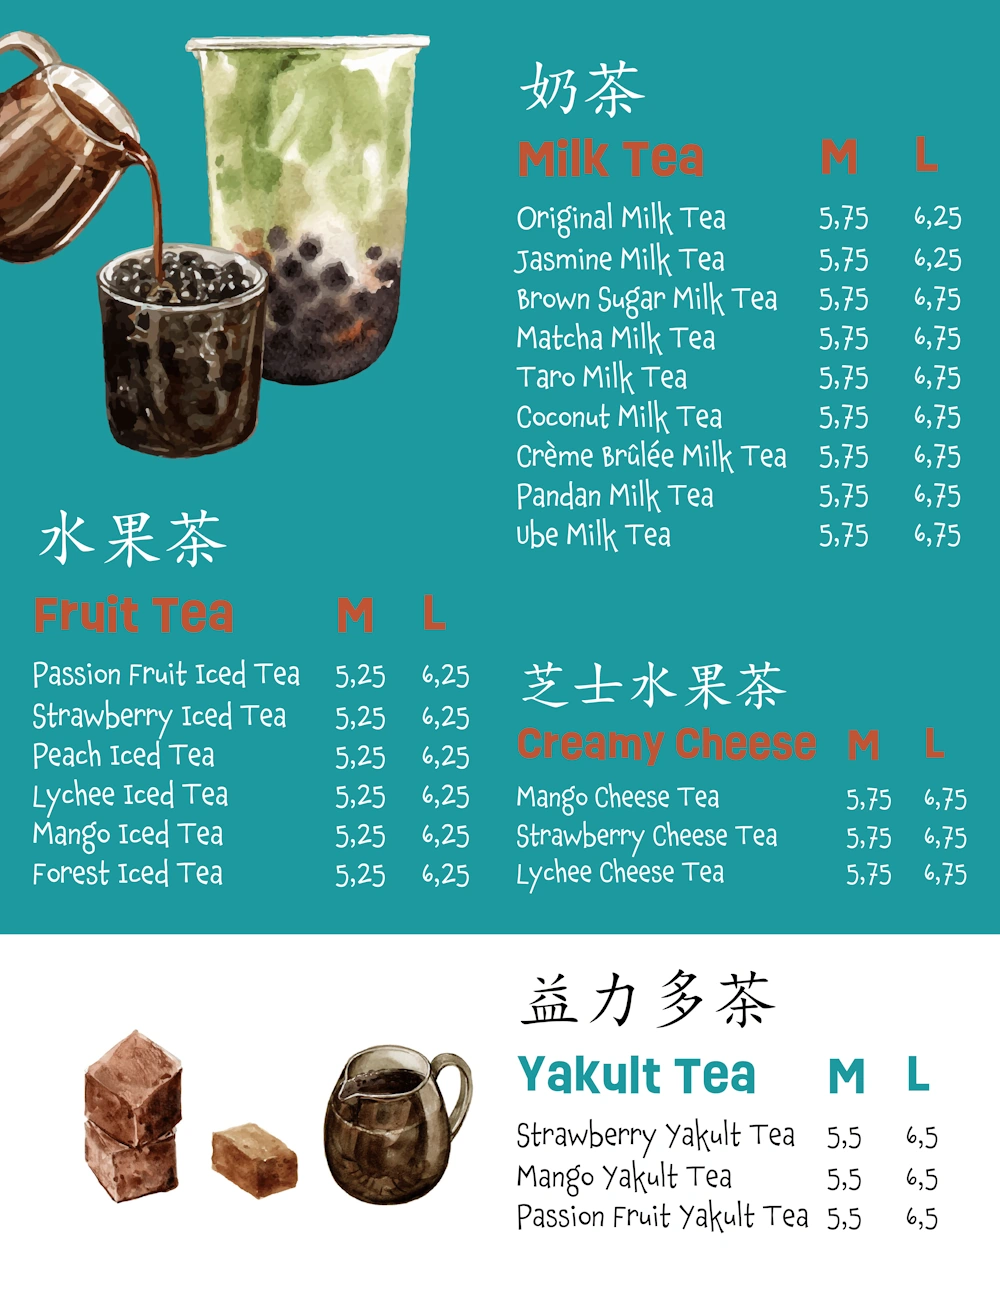 奶茶
Milk Tea M L
Original Milk Tea 5,75 6,25
Jasmine Milk Tea 5,75 6,25
Brown Sugar Milk Tea 5,75 6,75
Matcha Milk Tea 5,75 6,75
Taro Milk Tea 5,75 6,75
Coconut Milk Tea 5,75 6,75
Crème Brûlée Milk Tea 5,75 6,75
Pandan Milk Tea 5,75 6,75
Ube Milk Tea 5,75 6,75
水果茶
Fruit Tea M L
Passion Fruit Iced Tea 5,25 6,25
Strawberry Iced Tea 5,25 6,25
Peach Iced Tea 5,25 6,25
Lychee Iced Tea 5,25 6,25
Mango Iced Tea 5,25 6,25
Forest Iced Tea 5,25 6,25
芝士水果茶
Creamy Cheese M L
Mango Cheese Tea 5,75 6,75
Strawberry Cheese Tea 5,75 6,75
Lychee Cheese Tea 5,75 6,75
益力多茶
Yakult Tea M L
Strawberry Yakult Tea 5,5 6,5
Mango Yakult Tea 5,5 6,5
Passion Fruit Yakult Tea 5,5 6,5